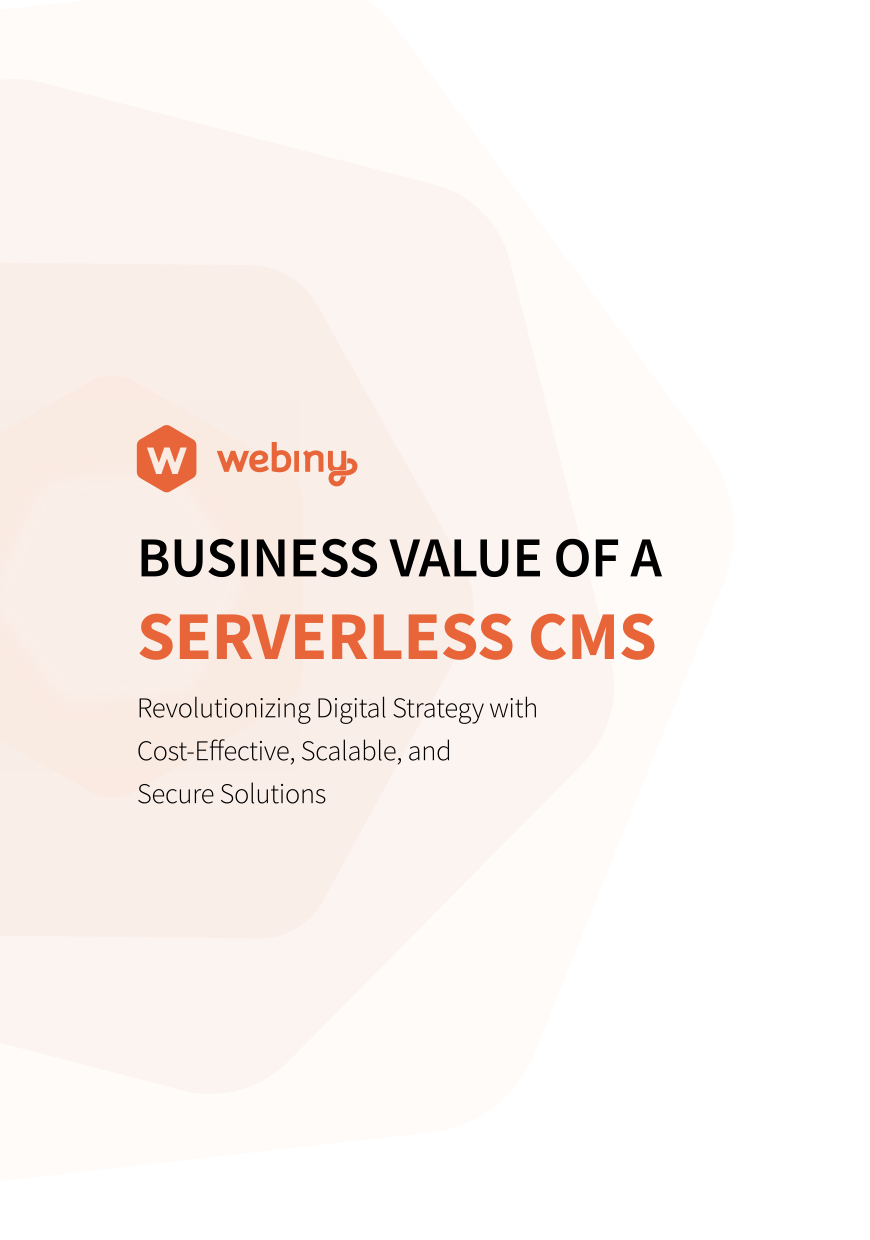 W webiny
BUSINESS VALUE OF A
SERVERLESS CMS
Revolutionizing Digital Strategy with
Cost-Effective, Scalable, and
Secure Solutions